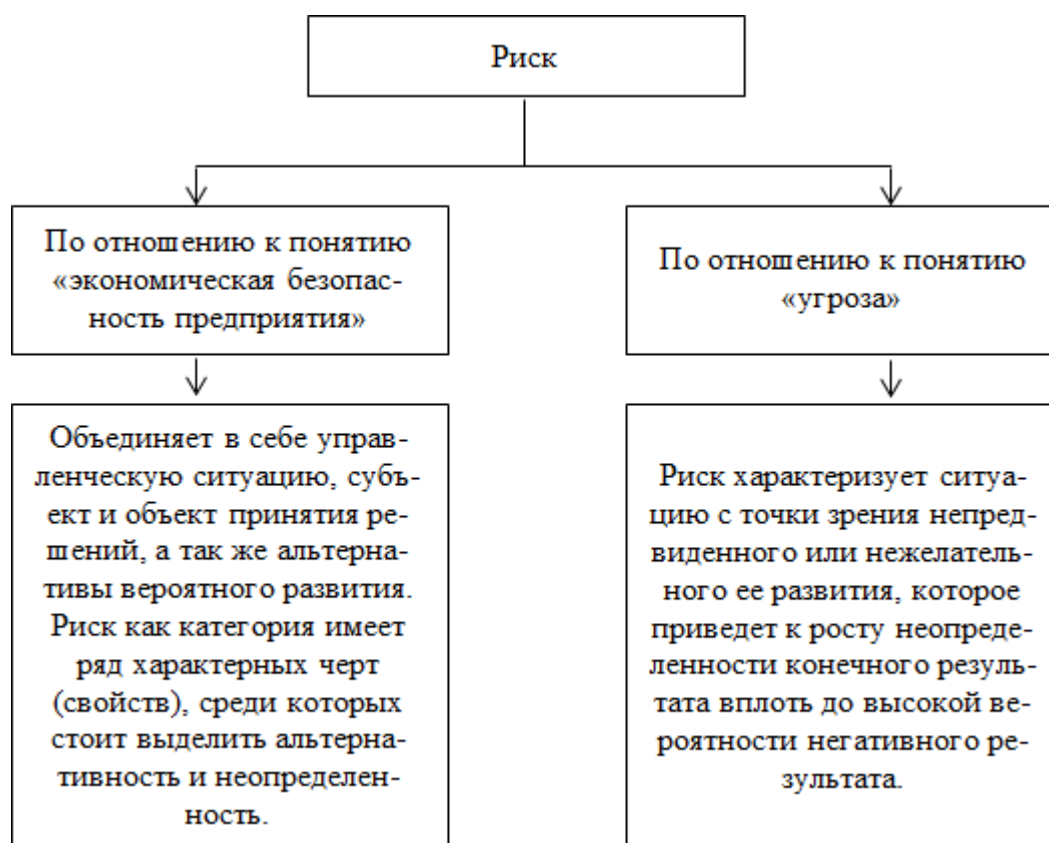 Риск
По отношению к понятию
«экономическая безопас-
ность предприятия»
По отношению к понятию
«угроза»
Объединяет в себе управ-
ленческую ситуацию, субъ-
ект и объект принятия ре-
шений, а так же альтерна-
тивы вероятного развития.
Риск как категория имеет
ряд характерных черт
(свойств), среди которых
стоит выделить альтерна-
тивность и неопределен-
ность.
Риск характеризует ситуа-
цию с точки зрения непред-
виденного или нежелатель-
ного ее развития, которое
приведет к росту неопреде-
ленности конечного резуль-
тата вплоть до высокой ве-
роятности негативного ре-
зультата.